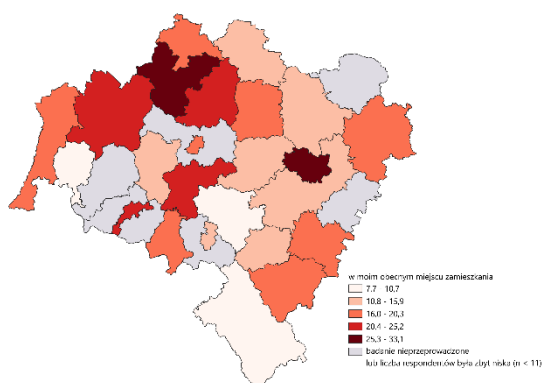 w moim obecnym miejscu zamieszkania
7,7 - 10,7
10,8 - 15,9
16,0 - 20,3
20,4 - 25,2
25,3 - 33,1
badanie nieprzeprowadzone
lub liczba respondentów była zbyt niska (n < 11)